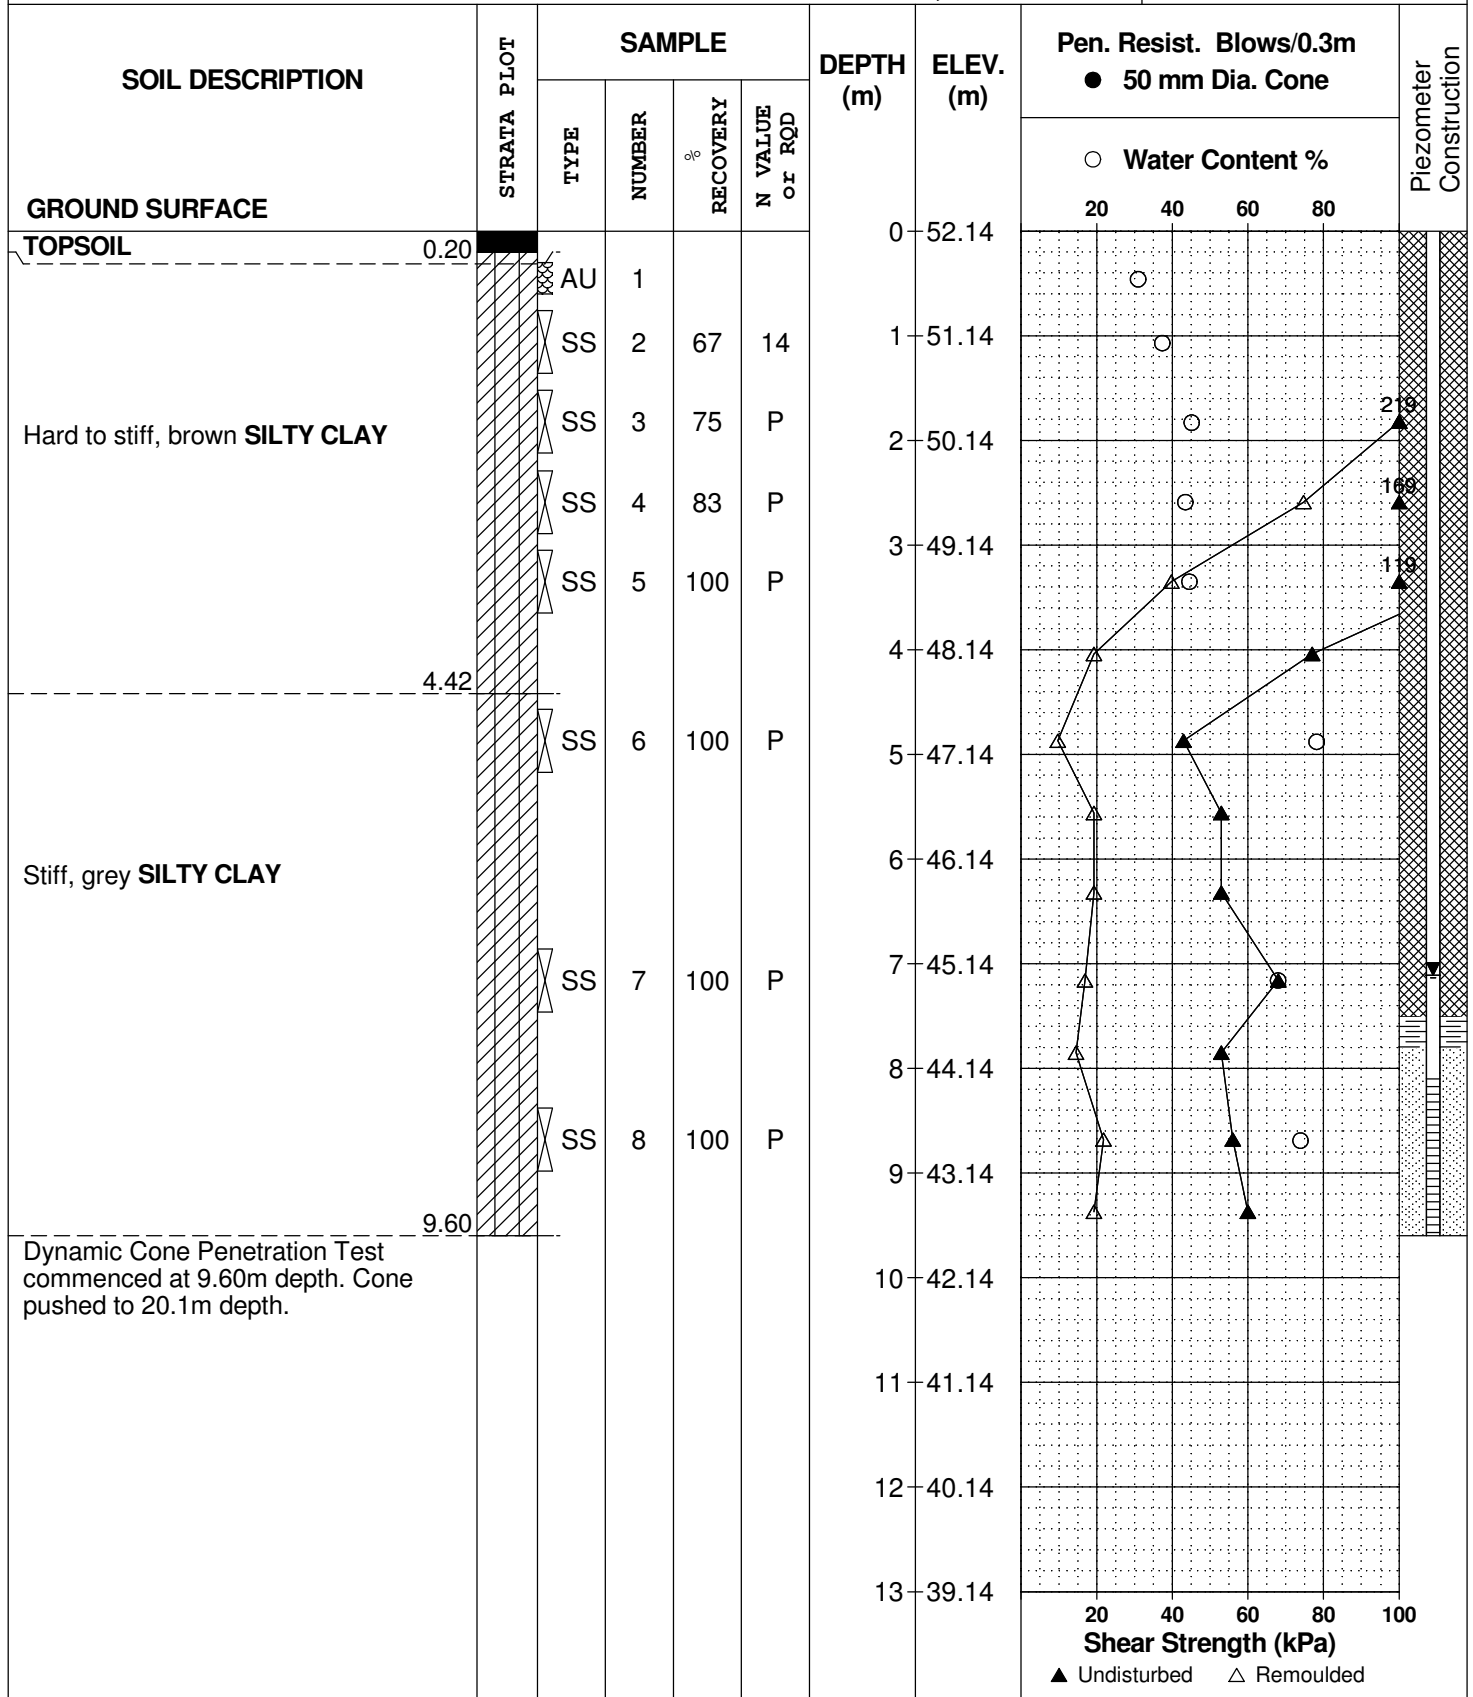 SOIL DESCRIPTION
GROUND SURFACE
STRATA PLOT
SAMPLE
TYPE
NUMBER
% RECOVERY
N VALUE or RQD
DEPTH (m)
ELEV. (m)
Pen. Resist. Blows/0.3m
● 50 mm Dia. Cone
○ Water Content %
20 40 60 80
Piezometer Construction
TOPSOIL 0.20
0 52.14
AU 1
SS 2 67 14
1 51.14
219
Hard to stiff, brown SILTY CLAY
SS 3 75 P
2 50.14
169
SS 4 83 P
3 49.14
119
SS 5 100 P
4 48.14
4.42
SS 6 100 P
5 47.14
6 46.14
Stiff, grey SILTY CLAY
7 45.14
SS 7 100 P
8 44.14
SS 8 100 P
9 43.14
9.60
Dynamic Cone Penetration Test
commenced at 9.60m depth. Cone
pushed to 20.1m depth.
10 42.14
11 41.14
12 40.14
13 39.14
20 40 60 80 100
Shear Strength (kPa)
▲ Undisturbed △ Remoulded